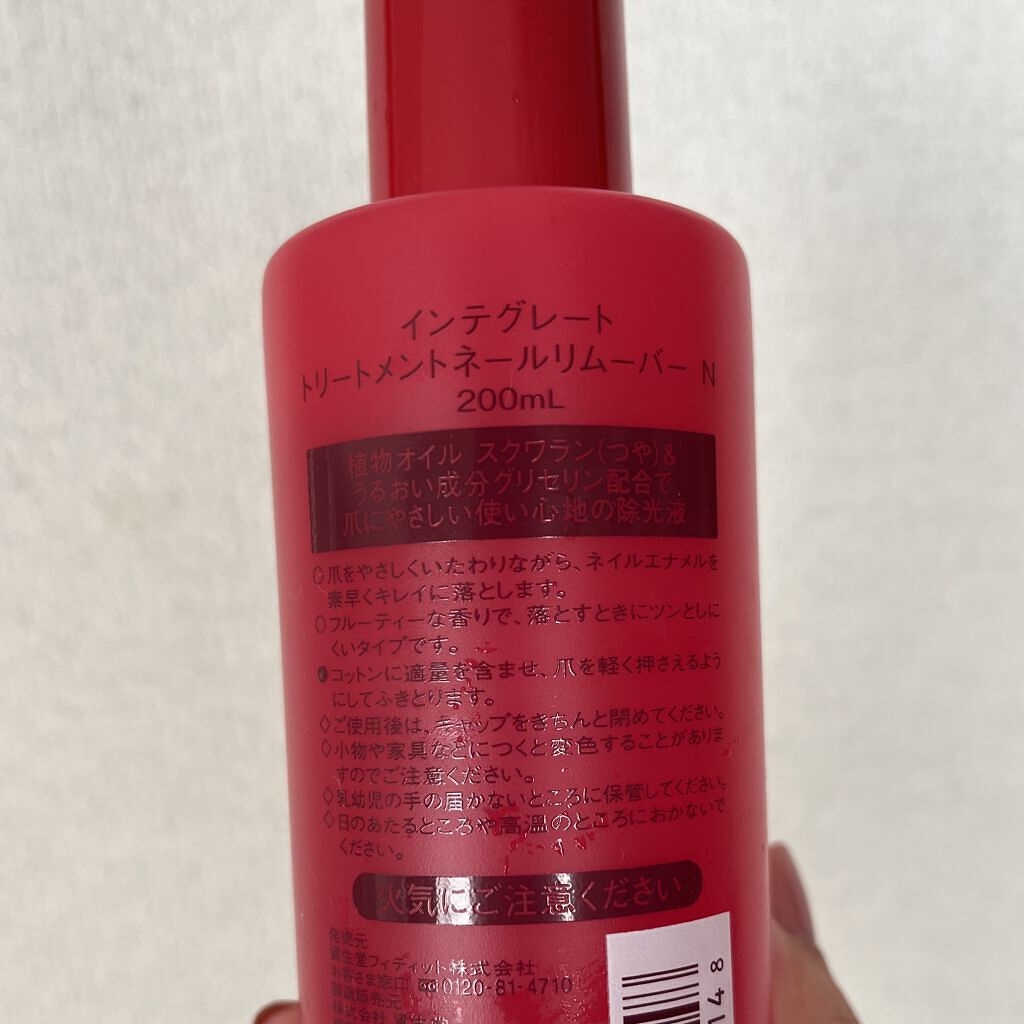 インテグレート
トリートメントネールリムーバー N
200mL
植物オイル スクワラン(つや)&
うるおい成分グリセリン配合で、
爪にやさしい使い心地の除光液
○爪をやさしくいたわりながら、ネイルエナメルを
素早くキレイに落とします。
○フルーティーな香りで、落とすときにツンとしに
くいタイプです。
●コットンに適量を含ませ、爪を軽く押さえるよう
にしてふきとります。
◇ご使用後は、キャップをきちんと閉めてください。
◇小物や家具などにつくと変色することがありま
すのでご注意ください。
◇乳幼児の手の届かないところに保管してください。
◇日のあたるところや高温のところにおかないで
ください。
火気にご注意ください
発売元
資生堂フィティット株式会社
お客さま窓口 0120-81-4710
製造販売元
株式会社 資生堂
48